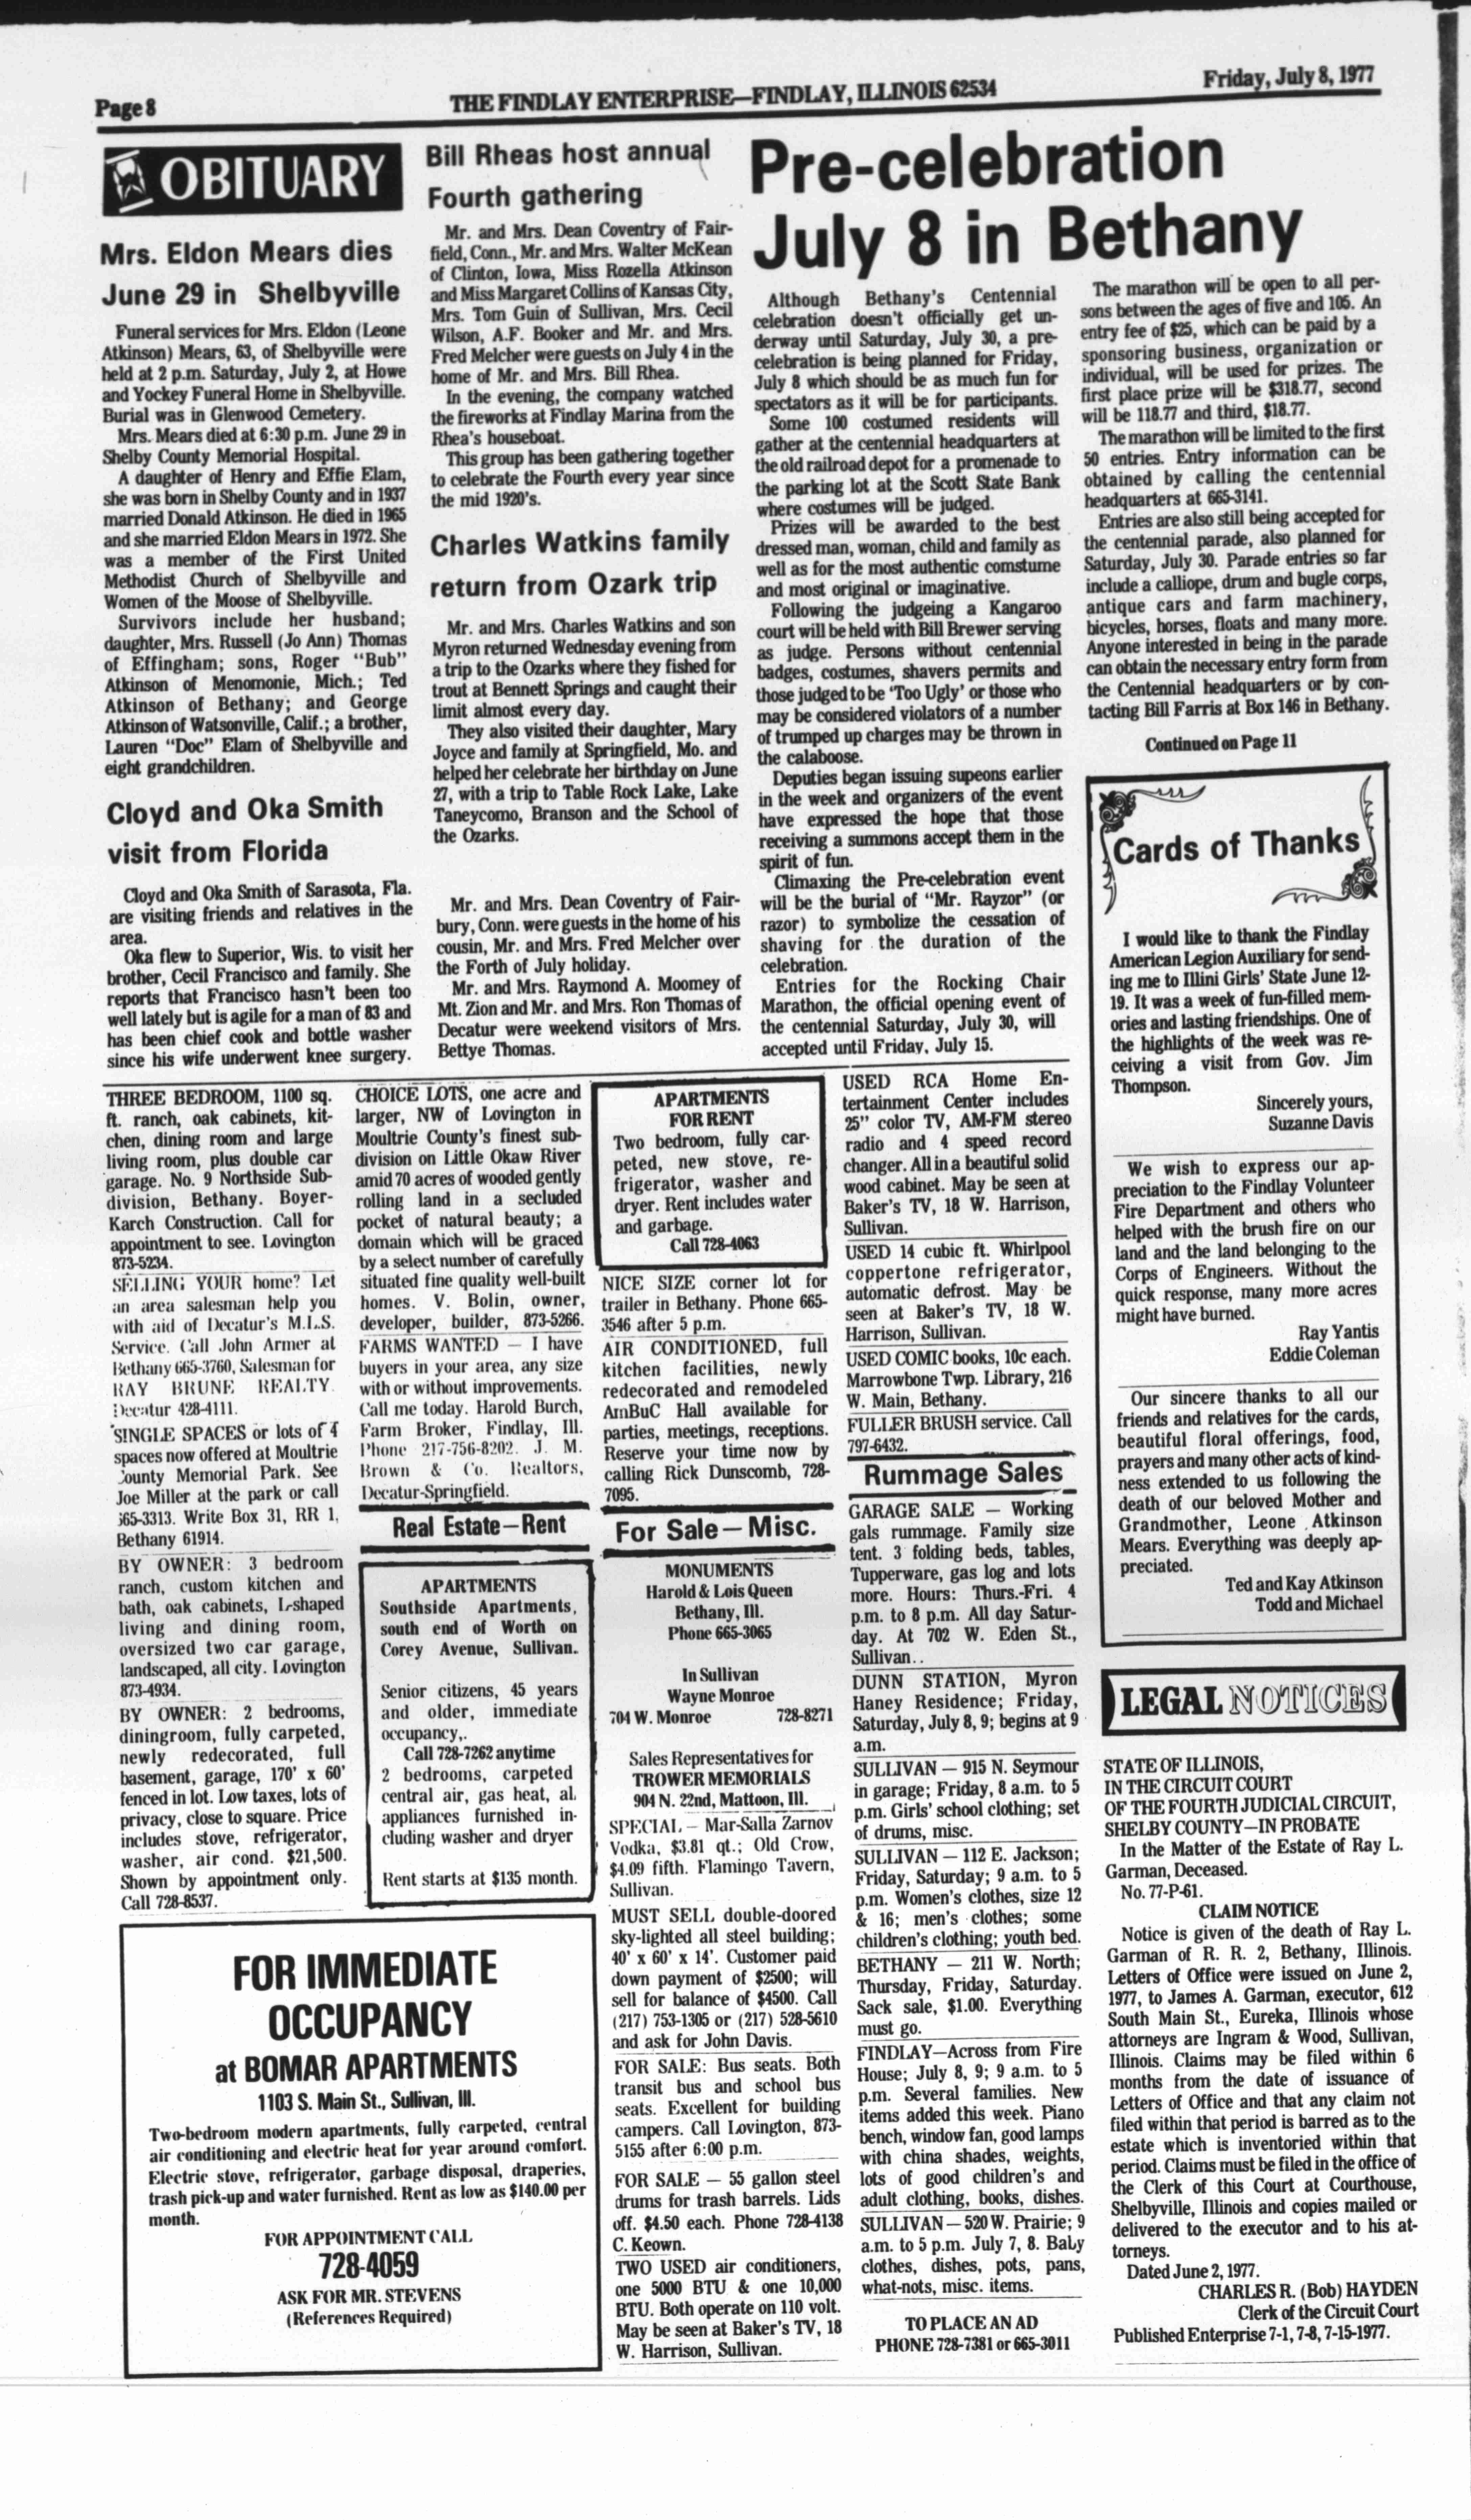 Page 8
THE FINDLAY ENTERPRISE—FINDLAY, ILLINOIS 62534
Friday, July 8, 1977
OBITUARY
Mrs. Eldon Mears dies
June 29 in Shelbyville
Funeral services for Mrs. Eldon (Leone
Atkinson) Mears, 63, of Shelbyville were
held at 2 p.m. Saturday, July 2, at Howe
and Yockey Funeral Home in Shelbyville.
Burial was in Glenwood Cemetery.
Mrs. Mears died at 6:30 p.m. June 29 in
Shelby County Memorial Hospital.
A daughter of Henry and Effie Elam,
she was born in Shelby County and in 1937
married Donald Atkinson. He died in 1965
and she married Eldon Mears in 1972. She
was a member of the First United
Methodist Church of Shelbyville and
Women of the Moose of Shelbyville.
Survivors include her husband;
daughter, Mrs. Russell (Jo Ann) Thomas
of Effingham; sons, Roger "Bub"
Atkinson of Menomonie, Mich.; Ted
Atkinson of Bethany; and George
Atkinson of Watsonville, Calif.; a brother,
Lauren "Doc" Elam of Shelbyville and
eight grandchildren.
Cloyd and Oka Smith
visit from Florida
Cloyd and Oka Smith of Sarasota, Fla.
are visiting friends and relatives in the
area.
Oka flew to Superior, Wis. to visit her
brother, Cecil Francisco and family. She
reports that Francisco hasn't been too
well lately but is agile for a man of 83 and
has been chief cook and bottle washer
since his wife underwent knee surgery.
Bill Rheas host annual
Fourth gathering
Mr. and Mrs. Dean Coventry of Fair-
field, Conn., Mr. and Mrs. Walter McKean
of Clinton, Iowa, Miss Rozella Atkinson
and Miss Margaret Collins of Kansas City,
Mrs. Tom Guin of Sullivan, Mrs. Cecil
Wilson, A.F. Booker and Mr. and Mrs.
Fred Melcher were guests on July 4 in the
home of Mr. and Mrs. Bill Rhea.
In the evening, the company watched
the fireworks at Findlay Marina from the
Rhea's houseboat.
This group has been gathering together
to celebrate the Fourth every year since
the mid 1920's.
Charles Watkins family
return from Ozark trip
Mr. and Mrs. Charles Watkins and son
Myron returned Wednesday evening from
a trip to the Ozarks where they fished for
trout at Bennett Springs and caught their
limit almost every day.
They also visited their daughter, Mary
Joyce and family at Springfield, Mo. and
helped her celebrate her birthday on June
27, with a trip to Table Rock Lake, Lake
Taneycomo, Branson and the School of
the Ozarks.
Mr. and Mrs. Dean Coventry of Fair-
bury, Conn. were guests in the home of his
cousin, Mr. and Mrs. Fred Melcher over
the Forth of July holiday.
Mr. and Mrs. Raymond A. Moomey of
Mt. Zion and Mr. and Mrs. Ron Thomas of
Decatur were weekend visitors of Mrs.
Bettye Thomas.
Pre-celebration
July 8 in Bethany
Although Bethany's Centennial
celebration doesn't officially get un-
derway until Saturday, July 30, a pre-
celebration is being planned for Friday,
July 8 which should be as much fun for
spectators as it will be for participants.
Some 100 costumed residents will
gather at the centennial headquarters at
the old railroad depot for a promenade to
the parking lot at the Scott State Bank
where costumes will be judged.
Prizes will be awarded to the best
dressed man, woman, child and family as
well as for the most authentic comstume
and most original or imaginative.
Following the judgeing a Kangaroo
court will be held with Bill Brewer serving
as judge. Persons without centennial
badges, costumes, shavers permits and
those judged to be 'Too Ugly' or those who
may be considered violators of a number
of trumped up charges may be thrown in
the calaboose.
Deputies began issuing supeons earlier
in the week and organizers of the event
have expressed the hope that those
receiving a summons accept them in the
spirit of fun.
Climaxing the Pre-celebration event
will be the burial of "Mr. Rayzor" (or
razor) to symbolize the cessation of
shaving for the duration of the
celebration.
Entries for the Rocking Chair
Marathon, the official opening event of
the centennial Saturday, July 30, will
accepted until Friday, July 15.
The marathon will be open to all per-
sons between the ages of five and 105. An
entry fee of $25, which can be paid by a
sponsoring business, organization or
individual, will be used for prizes. The
first place prize will be $318.77, second
will be 118.77 and third, $18.77.
The marathon will be limited to the first
50 entries. Entry information can be
obtained by calling the centennial
headquarters at 665-3141.
Entries are also still being accepted for
the centennial parade, also planned for
Saturday, July 30. Parade entries so far
include a calliope, drum and bugle corps,
antique cars and farm machinery,
bicycles, horses, floats and many more.
Anyone interested in being in the parade
can obtain the necessary entry form from
the Centennial headquarters or by con-
tacting Bill Farris at Box 146 in Bethany.
Continued on Page 11
Cards of Thanks
I would like to thank the Findlay
American Legion Auxiliary for send-
ing me to Illini Girls' State June 12-
19. It was a week of fun-filled mem-
ories and lasting friendships. One of
the highlights of the week was re-
ceiving a visit from Gov. Jim
Thompson.
Sincerely yours,
Suzanne Davis
We wish to express our ap-
preciation to the Findlay Volunteer
Fire Department and others who
helped with the brush fire on our
land and the land belonging to the
Corps of Engineers. Without the
quick response, many more acres
might have burned.
Ray Yantis
Eddie Coleman
Our sincere thanks to all our
friends and relatives for the cards,
beautiful floral offerings, food,
prayers and many other acts of kind-
ness extended to us following the
death of our beloved Mother and
Grandmother, Leone Atkinson
Mears. Everything was deeply ap-
preciated.
Ted and Kay Atkinson
Todd and Michael
THREE BEDROOM, 1100 sq.
ft. ranch, oak cabinets, kit-
chen, dining room and large
living room, plus double car
garage. No. 9 Northside Sub-
division, Bethany. Boyer-
Karch Construction. Call for
appointment to see. Lovington
873-5234.
SELLING YOUR home? Let
an area salesman help you
with aid of Decatur's M.L.S.
Service. Call John Armer at
Bethany 665-3760, Salesman for
RAY BRUNE REALTY.
Decatur 428-4111.
SINGLE SPACES or lots of 4
spaces now offered at Moultrie
County Memorial Park. See
Joe Miller at the park or call
665-3313. Write Box 31, RR 1,
Bethany 61914.
BY OWNER: 3 bedroom
ranch, custom kitchen and
bath, oak cabinets, L-shaped
living and dining room,
oversized two car garage,
landscaped, all city. Lovington
873-4934.
BY OWNER: 2 bedrooms,
diningroom, fully carpeted,
newly redecorated, full
basement, garage, 170' x 60'
fenced in lot. Low taxes, lots of
privacy, close to square. Price
includes stove, refrigerator,
washer, air cond. $21,500.
Shown by appointment only.
Call 728-8537.
CHOICE LOTS, one acre and
larger, NW of Lovington in
Moultrie County's finest sub-
division on Little Okaw River
amid 70 acres of wooded gently
rolling land in a secluded
pocket of natural beauty; a
domain which will be graced
by a select number of carefully
situated fine quality well-built
homes. V. Bolin, owner,
developer, builder, 873-5266.
FARMS WANTED — I have
buyers in your area, any size
with or without improvements.
Call me today. Harold Burch,
Farm Broker, Findlay, Ill.
Phone 217-756-8202. J. M.
Brown & Co. Realtors,
Decatur-Springfield.
Real Estate—Rent
APARTMENTS
Southside Apartments,
south end of Worth on
Corey Avenue, Sullivan.
Senior citizens, 45 years
and older, immediate
occupancy,.
Call 728-7262 anytime
2 bedrooms, carpeted
central air, gas heat, al
appliances furnished in-
cluding washer and dryer
Rent starts at $135 month.
FOR IMMEDIATE
OCCUPANCY
at BOMAR APARTMENTS
1103 S. Main St., Sullivan, Ill.
Two-bedroom modern apartments, fully carpeted, central
air conditioning and electric heat for year around comfort.
Electric stove, refrigerator, garbage disposal, draperies,
trash pick-up and water furnished. Rent as low as $140.00 per
month.
FOR APPOINTMENT CALL
728-4059
ASK FOR MR. STEVENS
(References Required)
APARTMENTS
FOR RENT
Two bedroom, fully car-
peted, new stove, re-
frigerator, washer and
dryer. Rent includes water
and garbage.
Call 728-4063
NICE SIZE corner lot for
trailer in Bethany. Phone 665-
3546 after 5 p.m.
AIR CONDITIONED, full
kitchen facilities, newly
redecorated and remodeled
AmBuC Hall available for
parties, meetings, receptions.
Reserve your time now by
calling Rick Dunscomb, 728-
7095.
For Sale—Misc.
MONUMENTS
Harold & Lois Queen
Bethany, Ill.
Phone 665-3065
In Sullivan
Wayne Monroe
704 W. Monroe 728-8271
Sales Representatives for
TROWER MEMORIALS
904 N. 22nd, Mattoon, Ill.
SPECIAL — Mar-Salla Zarnov
Vodka, $3.81 qt.; Old Crow,
$4.09 fifth. Flamingo Tavern,
Sullivan.
MUST SELL double-doored
sky-lighted all steel building;
40' x 60' x 14'. Customer paid
down payment of $2500; will
sell for balance of $4500. Call
(217) 753-1305 or (217) 528-5610
and ask for John Davis.
FOR SALE: Bus seats. Both
transit bus and school bus
seats. Excellent for building
campers. Call Lovington, 873-
5155 after 6:00 p.m.
FOR SALE — 55 gallon steel
drums for trash barrels. Lids
off. $4.50 each. Phone 728-4138
C. Keown.
TWO USED air conditioners,
one 5000 BTU & one 10,000
BTU. Both operate on 110 volt.
May be seen at Baker's TV, 18
W. Harrison, Sullivan.
USED RCA Home En-
tertainment Center includes
25" color TV, AM-FM stereo
radio and 4 speed record
changer. All in a beautiful solid
wood cabinet. May be seen at
Baker's TV, 18 W. Harrison,
Sullivan.
USED 14 cubic ft. Whirlpool
coppertone refrigerator,
automatic defrost. May be
seen at Baker's TV, 18 W.
Harrison, Sullivan.
USED COMIC books, 10c each.
Marrowbone Twp. Library, 216
W. Main, Bethany.
FULLER BRUSH service. Call
797-6432.
Rummage Sales
GARAGE SALE — Working
gals rummage. Family size
tent. 3 folding beds, tables,
Tupperware, gas log and lots
more. Hours: Thurs.-Fri. 4
p.m. to 8 p.m. All day Satur-
day. At 702 W. Eden St.,
Sullivan..
DUNN STATION, Myron
Haney Residence; Friday,
Saturday, July 8, 9; begins at 9
a.m.
SULLIVAN — 915 N. Seymour
in garage; Friday, 8 a.m. to 5
p.m. Girls' school clothing; set
of drums, misc.
SULLIVAN — 112 E. Jackson;
Friday, Saturday; 9 a.m. to 5
p.m. Women's clothes, size 12
& 16; men's clothes; some
children's clothing; youth bed.
BETHANY — 211 W. North;
Thursday, Friday, Saturday.
Sack sale, $1.00. Everything
must go.
FINDLAY—Across from Fire
House; July 8, 9; 9 a.m. to 5
p.m. Several families. New
items added this week. Piano
bench, window fan, good lamps
with china shades, weights,
lots of good children's and
adult clothing, books, dishes.
SULLIVAN—520 W. Prairie; 9
a.m. to 5 p.m. July 7, 8. Baby
clothes, dishes, pots, pans,
what-nots, misc. items.
TO PLACE AN AD
PHONE 728-7381 or 665-3011
LEGAL NOTICES
STATE OF ILLINOIS,
IN THE CIRCUIT COURT
OF THE FOURTH JUDICIAL CIRCUIT,
SHELBY COUNTY—IN PROBATE
In the Matter of the Estate of Ray L.
Garman, Deceased.
No. 77-P-61.
CLAIM NOTICE
Notice is given of the death of Ray L.
Garman of R. R. 2, Bethany, Illinois.
Letters of Office were issued on June 2,
1977, to James A. Garman, executor, 612
South Main St., Eureka, Illinois whose
attorneys are Ingram & Wood, Sullivan,
Illinois. Claims may be filed within 6
months from the date of issuance of
Letters of Office and that any claim not
filed within that period is barred as to the
estate which is inventoried within that
period. Claims must be filed in the office of
the Clerk of this Court at Courthouse,
Shelbyville, Illinois and copies mailed or
delivered to the executor and to his at-
torneys.
Dated June 2, 1977.
CHARLES R. (Bob) HAYDEN
Clerk of the Circuit Court
Published Enterprise 7-1, 7-8, 7-15-1977.